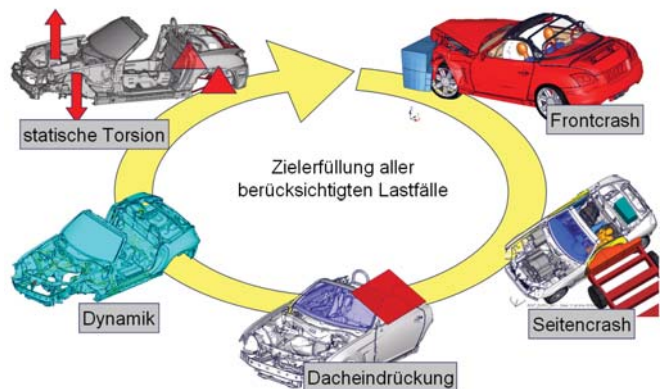 statische Torsion
Frontcrash
Zielerfüllung aller
berücksichtigten Lastfälle
Dynamik
Seitencrash
Dacheindrückung